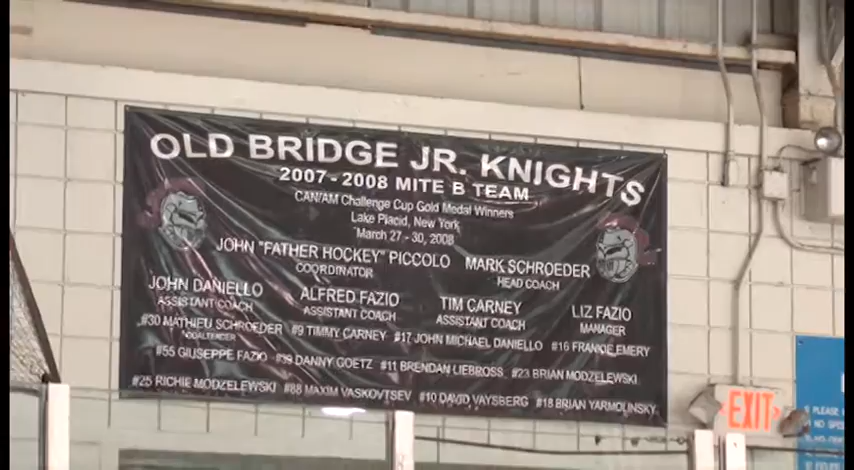 OLD BRIDGE JR. KNIGHTS
2007 - 2008 MITE B TEAM
CAN/AM Challenge Cup Gold Medal Winners
Lake Placid, New York
March 27 - 30, 2008
JOHN "FATHER HOCKEY" PICCOLO MARK SCHROEDER
COORDINATOR HEAD COACH
JOHN DANIELLO ALFRED FAZIO TIM CARNEY LIZ FAZIO
ASSISTANT COACH ASSISTANT COACH ASSISTANT COACH MANAGER
#30 MATHIEU SCHROEDER #9 TIMMY CARNEY #17 JOHN MICHAEL DANIELLO #16 FRANKIE EMERY
GOALTENDER
#55 GIUSEPPE FAZIO #39 DANNY GOETZ #11 BRENDAN LIEBROSS #23 BRIAN MODZELEWSKI
#25 RICHIE MODZELEWSKI #88 MAXIM VASKOVTSEV #10 DAVID VAYSBERG #18 BRIAN YARMOLINSKY
EXIT
PLEASE
NO